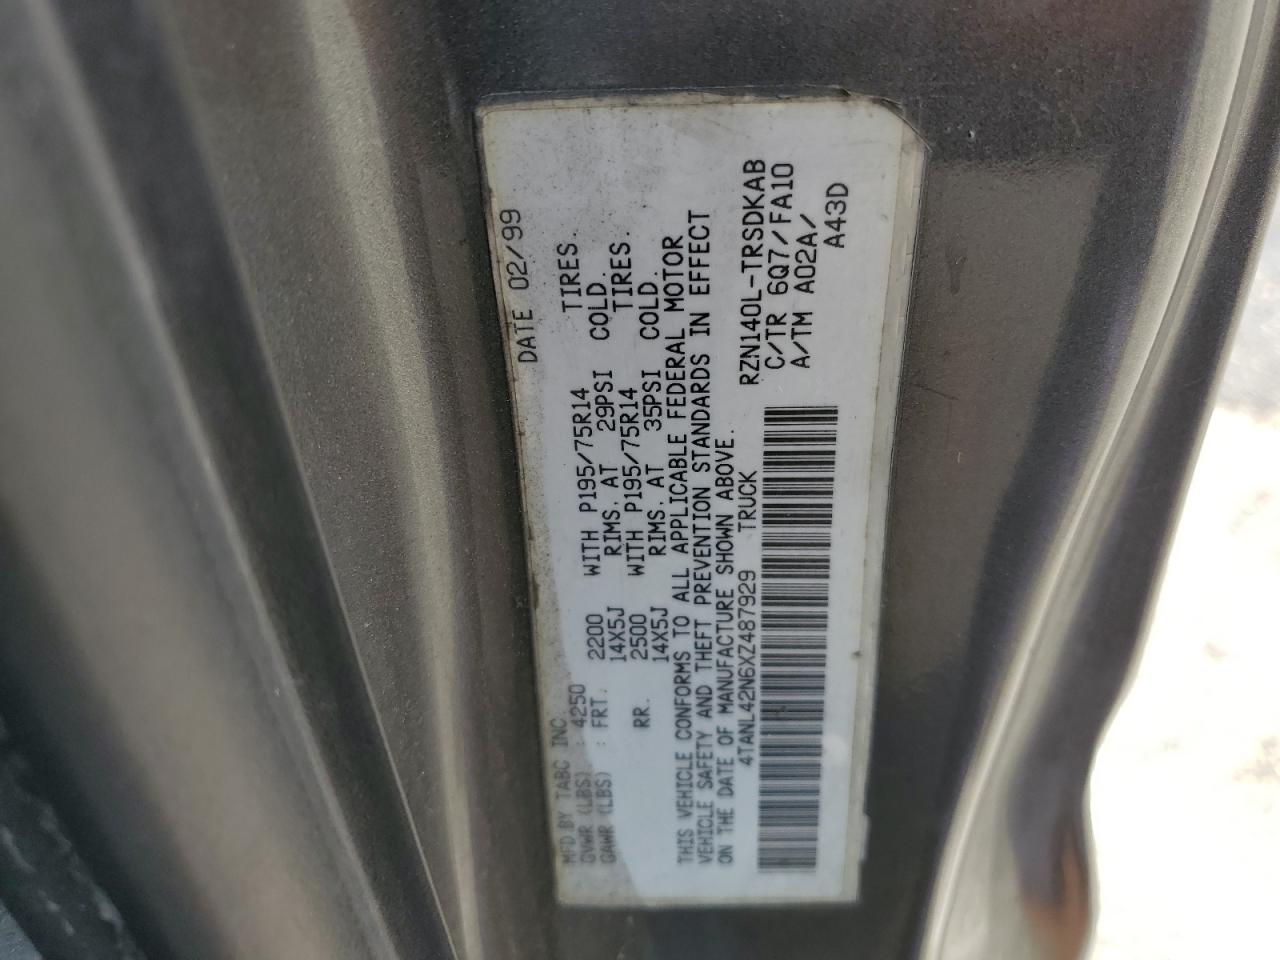 MFD BY TABC INC DATE 02/99
GVWR (LBS) : 4250
GAWR (LBS) : FRT. 2200 WITH P195/75R14 TIRES.
14X5J RIMS. AT 29PSI COLD.
RR. 2500 WITH P195/75R14 TIRES.
14X5J RIMS. AT 35PSI COLD.
THIS VEHICLE CONFORMS TO ALL APPLICABLE FEDERAL MOTOR
VEHICLE SAFETY AND THEFT PREVENTION STANDARDS IN EFFECT
ON THE DATE OF MANUFACTURE SHOWN ABOVE.
4TANL42N6XZ487929 TRUCK
RZN140L-TRSDKAB
C/TR 6Q7/FA10
A/TM A02A/
A43D